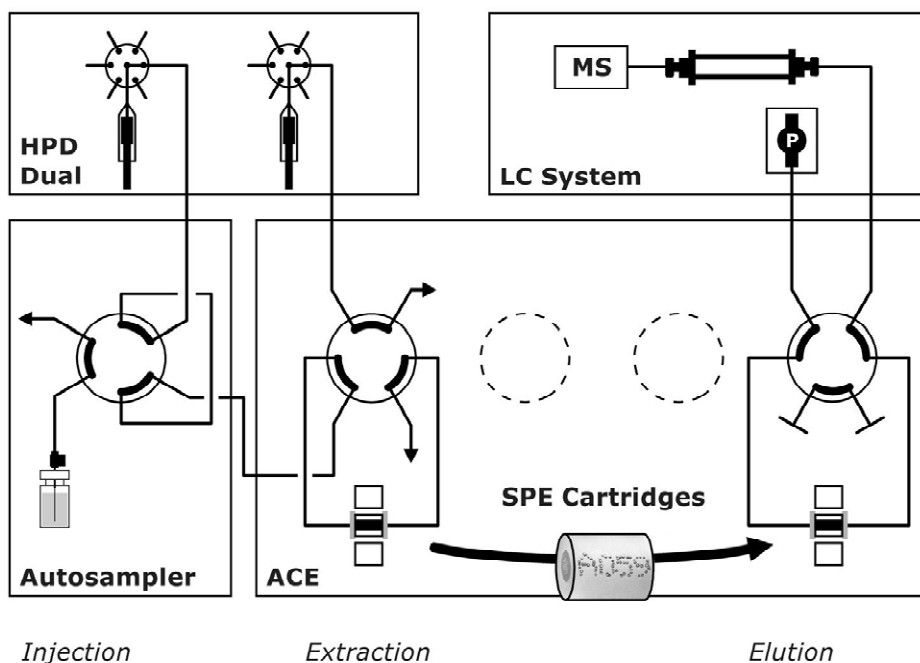 MS
P
HPD
Dual
LC System
SPE Cartridges
Autosampler
ACE
Injection
Extraction
Elution